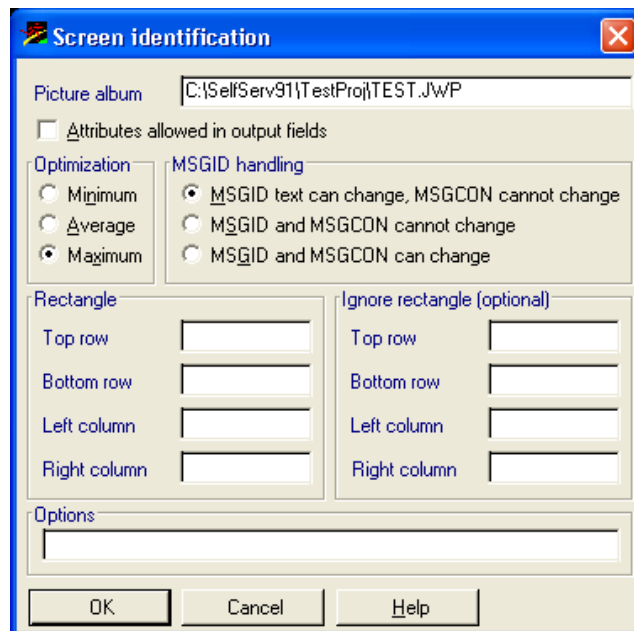 Screen identification
Picture album C:\SelfServ91\TestProj\TEST.JWP
Attributes allowed in output fields
Optimization
Minimum
Average
Maximum
MSGID handling
MSGID text can change, MSGCON cannot change
MSGID and MSGCON cannot change
MSGID and MSGCON can change
Rectangle
Top row
Bottom row
Left column
Right column
Ignore rectangle (optional)
Top row
Bottom row
Left column
Right column
Options
OK Cancel Help